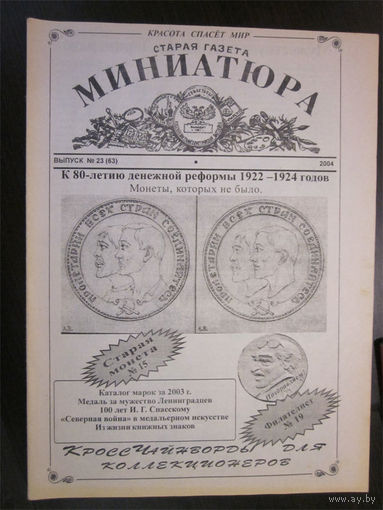 КРАСОТА СПАСЁТ МИР
СТАРАЯ ГАЗЕТА
МИНИАТЮРА
ВЫПУСК № 23 (63)
2004
К 80-летию денежной реформы 1922 –1924 годов
Монеты, которых не было.
ПРОЛЕТАРИИ ВСЕХ СТРАН СОЕДИНЯЙТЕСЬ
ПРОЛЕТАРИИ ВСЕХ СТРАН СОЕДИНЯЙТЕСЬ
Старая
монета
№ 15
Каталог марок за 2003 г.
Медаль за мужество Ленинградцев
100 лет И. Г. Спасскому
«Северная война» в медальерном искусстве
Из жизни книжных знаков
Филателист
№ 19
КРОССЧАЙНВОРДЫ ДЛЯ
КОЛЛЕКЦИОНЕРОВ
www.ay.by